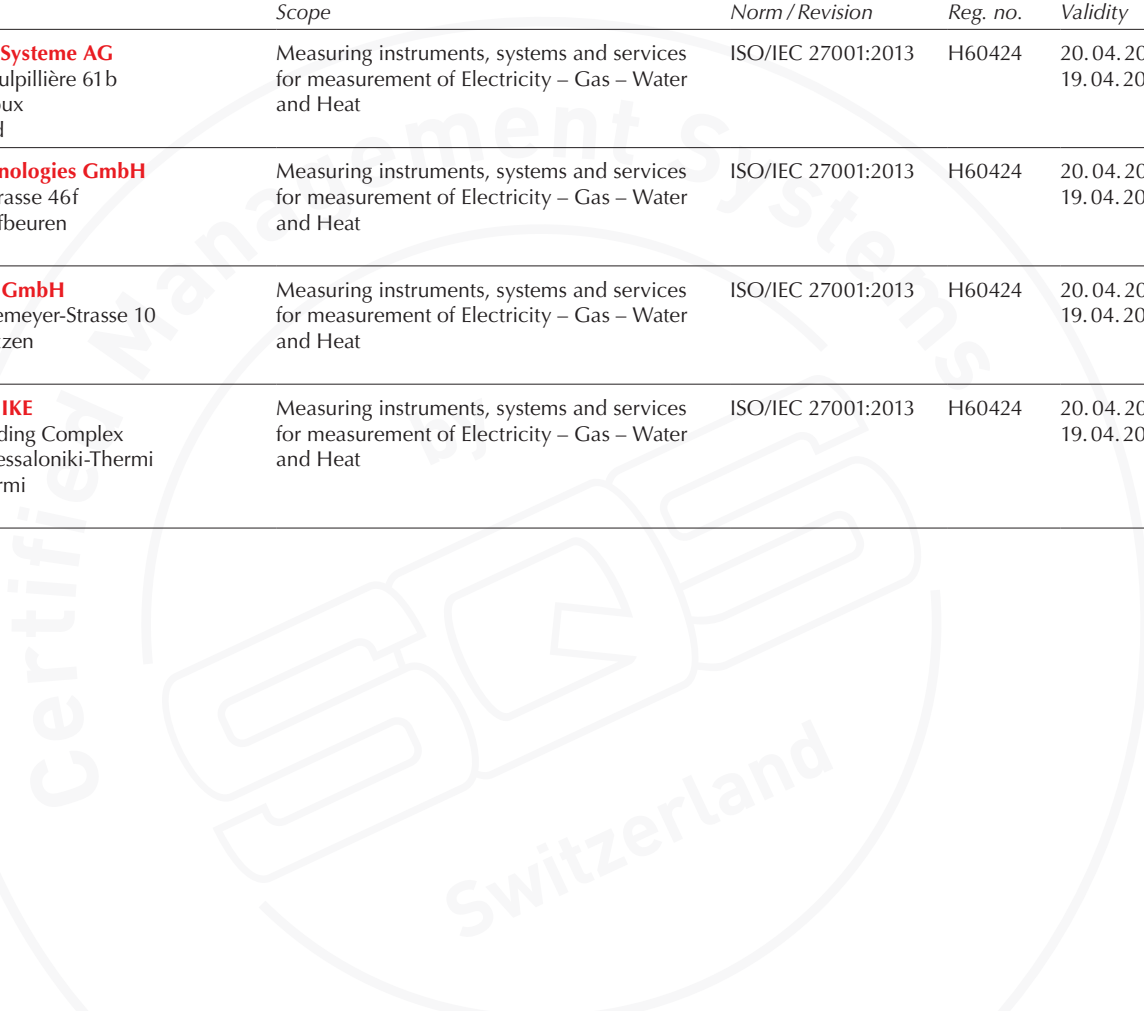 Scope Norm / Revision Reg. no. Validity
Systeme AG Measuring instruments, systems and services ISO/IEC 27001:2013 H60424 20.04.20
ulpillière 61b for measurement of Electricity – Gas – Water 19.04.20
oux and Heat
d
nologies GmbH Measuring instruments, systems and services ISO/IEC 27001:2013 H60424 20.04.20
rasse 46f for measurement of Electricity – Gas – Water 19.04.20
fbeuren and Heat
GmbH Measuring instruments, systems and services ISO/IEC 27001:2013 H60424 20.04.20
emeyer-Strasse 10 for measurement of Electricity – Gas – Water 19.04.20
zen and Heat
IKE Measuring instruments, systems and services ISO/IEC 27001:2013 H60424 20.04.20
ding Complex for measurement of Electricity – Gas – Water 19.04.20
essaloniki-Thermi and Heat
rmi
Certified Management Systems
by
SQS
Switzerland